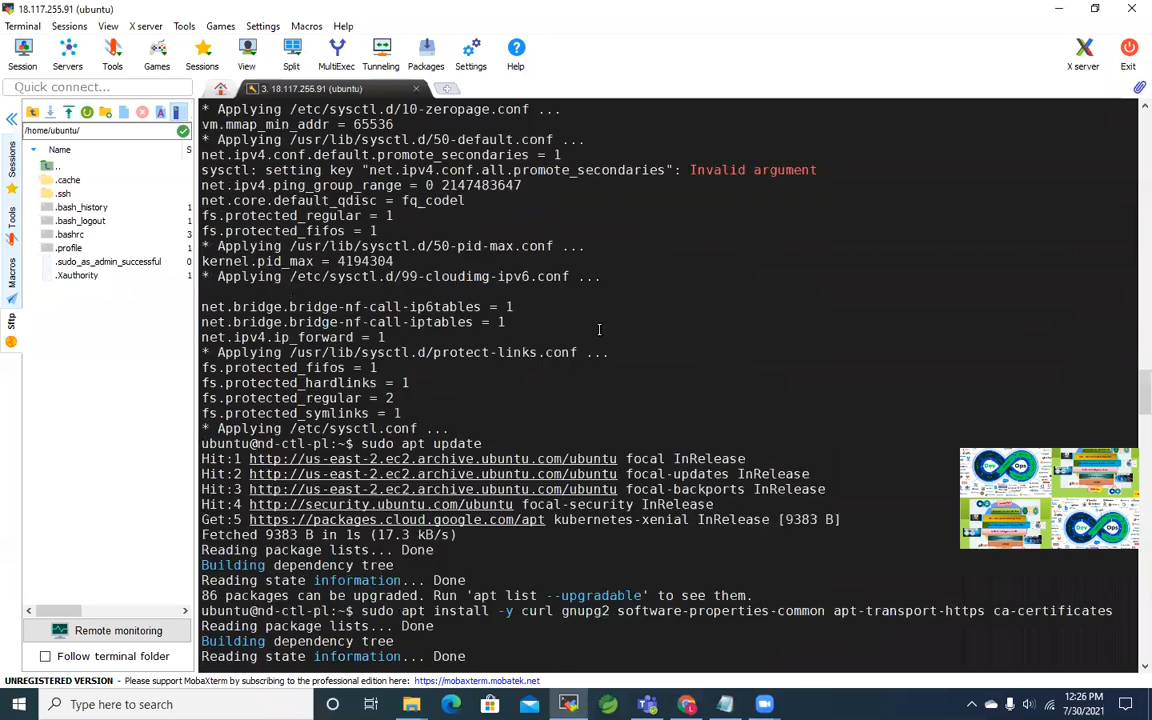 18.117.255.91 (ubuntu)
Terminal Sessions View X server Tools Games Settings Macros Help
Session Servers Tools Games Sessions View Split MultiExec Tunneling Packages Settings Help X server Exit
Quick connect...
3. 18.117.255.91 (ubuntu)
/home/ubuntu/
Name S
..
.cache
.ssh
.bash_history 1
.bash_logout 1
.bashrc 3
.profile 1
.sudo_as_admin_successful 0
.Xauthority 1
Sessions
Tools
Macros
Sftp
* Applying /etc/sysctl.d/10-zeropage.conf ...
vm.mmap_min_addr = 65536
* Applying /usr/lib/sysctl.d/50-default.conf ...
net.ipv4.conf.default.promote_secondaries = 1
sysctl: setting key "net.ipv4.conf.all.promote_secondaries": Invalid argument
net.ipv4.ping_group_range = 0 2147483647
net.core.default_qdisc = fq_codel
fs.protected_regular = 1
fs.protected_fifos = 1
* Applying /usr/lib/sysctl.d/50-pid-max.conf ...
kernel.pid_max = 4194304
* Applying /etc/sysctl.d/99-cloudimg-ipv6.conf ...
net.bridge.bridge-nf-call-ip6tables = 1
net.bridge.bridge-nf-call-iptables = 1
net.ipv4.ip_forward = 1
* Applying /usr/lib/sysctl.d/protect-links.conf ...
fs.protected_fifos = 1
fs.protected_hardlinks = 1
fs.protected_regular = 2
fs.protected_symlinks = 1
* Applying /etc/sysctl.conf ...
ubuntu@nd-ctl-pl:~$ sudo apt update
Hit:1 http://us-east-2.ec2.archive.ubuntu.com/ubuntu focal InRelease
Hit:2 http://us-east-2.ec2.archive.ubuntu.com/ubuntu focal-updates InRelease
Hit:3 http://us-east-2.ec2.archive.ubuntu.com/ubuntu focal-backports InRelease
Hit:4 http://security.ubuntu.com/ubuntu focal-security InRelease
Get:5 https://packages.cloud.google.com/apt kubernetes-xenial InRelease [9383 B]
Fetched 9383 B in 1s (17.3 kB/s)
Reading package lists... Done
Building dependency tree
Reading state information... Done
86 packages can be upgraded. Run 'apt list --upgradable' to see them.
ubuntu@nd-ctl-pl:~$ sudo apt install -y curl gnupg2 software-properties-common apt-transport-https ca-certificates
Reading package lists... Done
Building dependency tree
Reading state information... Done
Dev Ops
Dev Ops
Remote monitoring
Follow terminal folder
UNREGISTERED VERSION - Please support MobaXterm by subscribing to the professional edition here: https://mobaxterm.mobatek.net
Type here to search
12:26 PM
7/30/2021